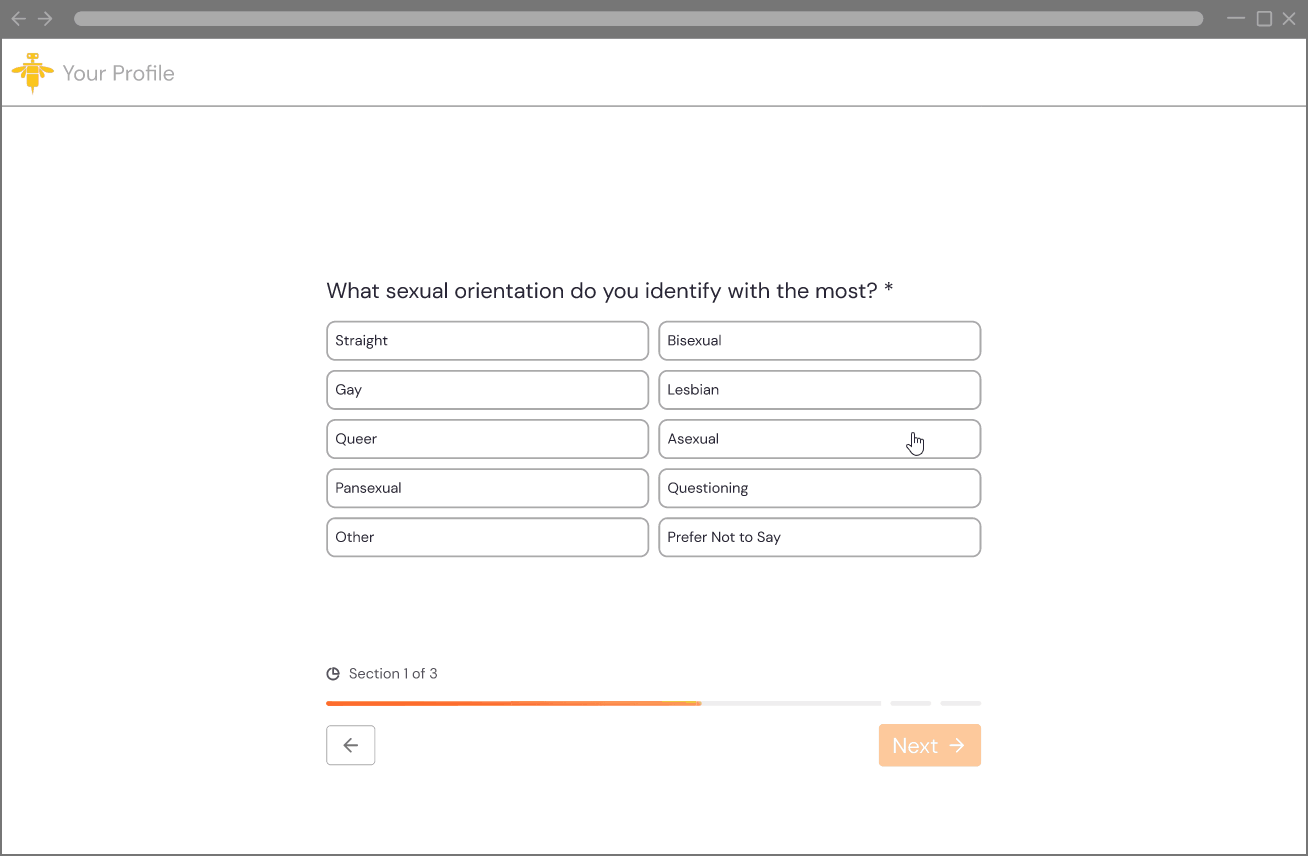 Your Profile
What sexual orientation do you identify with the most? *
Straight
Bisexual
Gay
Lesbian
Queer
Asexual
Pansexual
Questioning
Other
Prefer Not to Say
Section 1 of 3
Next